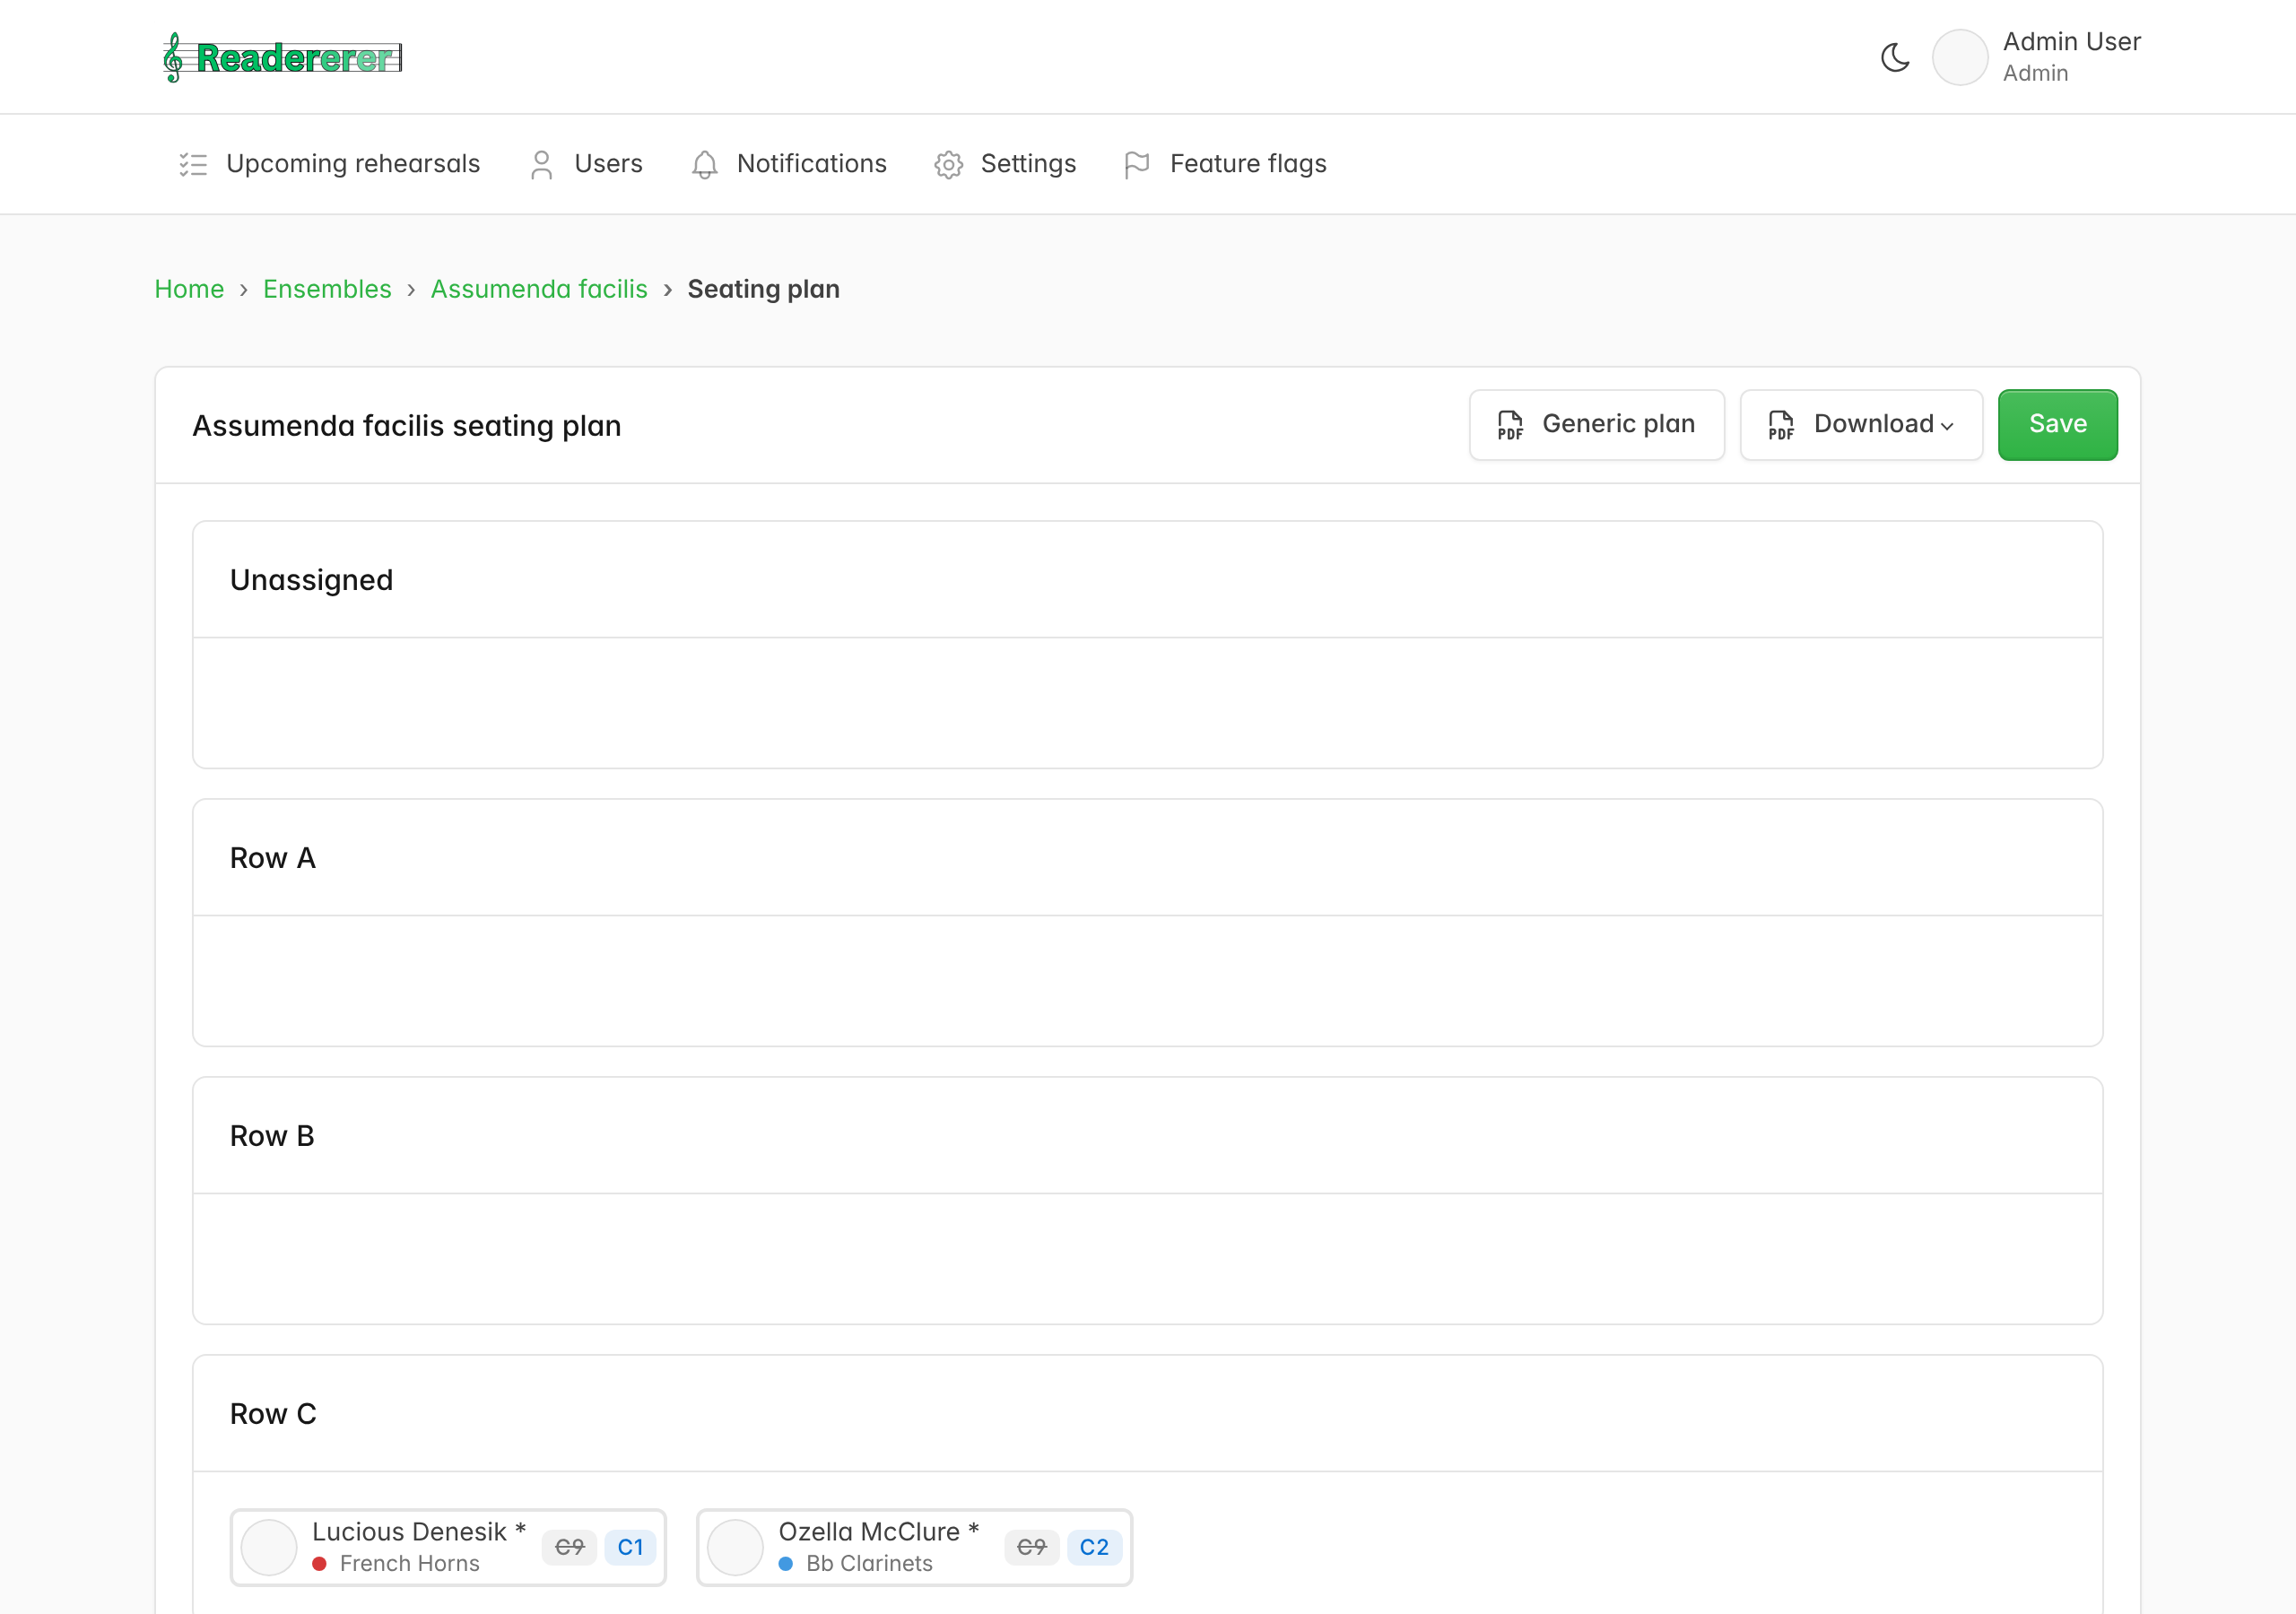 Readererer
Admin User
Admin
Upcoming rehearsals
Users
Notifications
Settings
Feature flags
Home › Ensembles › Assumenda facilis › Seating plan
Assumenda facilis seating plan
PDF Generic plan
PDF Download
Save
Unassigned
Row A
Row B
Row C
Lucious Denesik *
French Horns
C9 C1
Ozella McClure *
Bb Clarinets
C9 C2